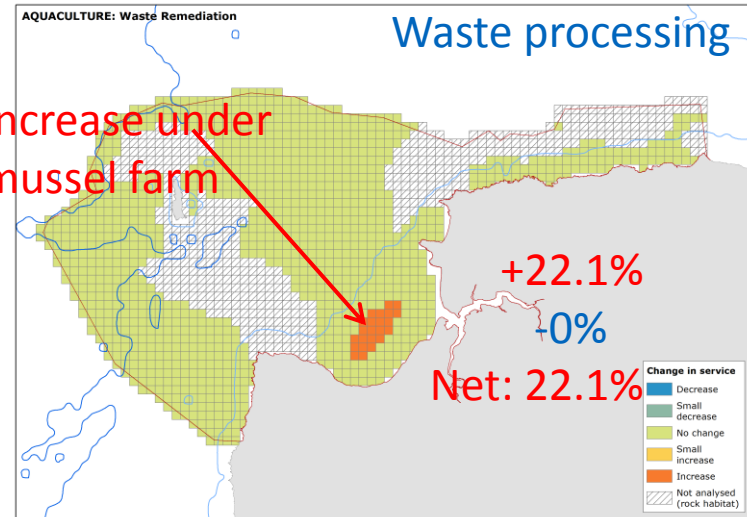 AQUACULTURE: Waste Remediation
Waste processing
ncrease under
mussel farm
+22.1%
-0%
Net: 22.1%
Change in service
Decrease
Small
decrease
No change
Small
increase
Increase
Not analysed
(rock habitat)